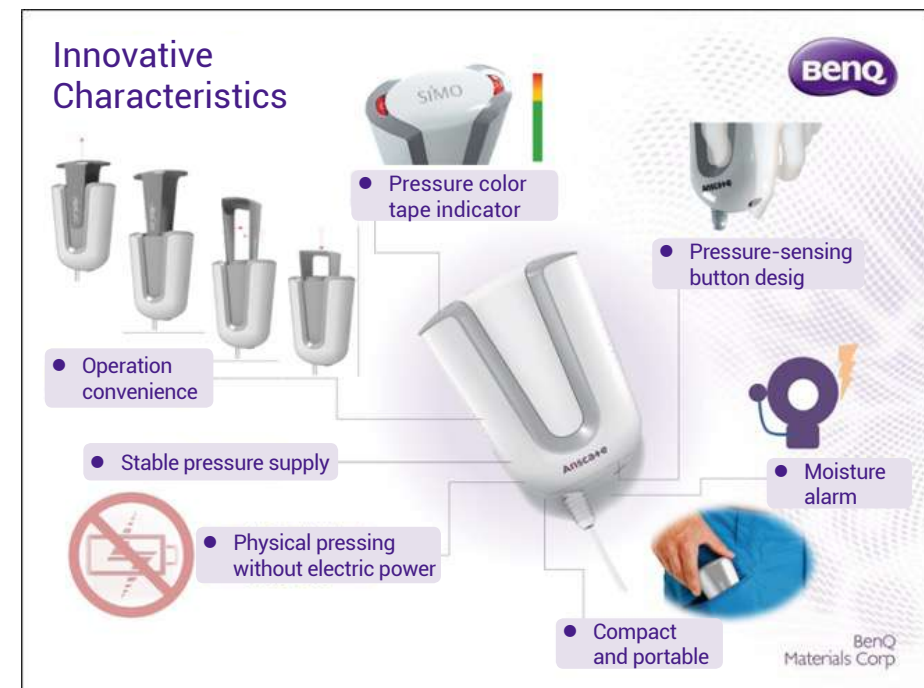 Innovative
Characteristics
BenQ
SIMO
Pressure color
tape indicator
Anscare
Pressure-sensing
button desig
Operation
convenience
Stable pressure supply
Anscare
Moisture
alarm
Physical pressing
without electric power
Compact
and portable
BenQ
Materials Corp